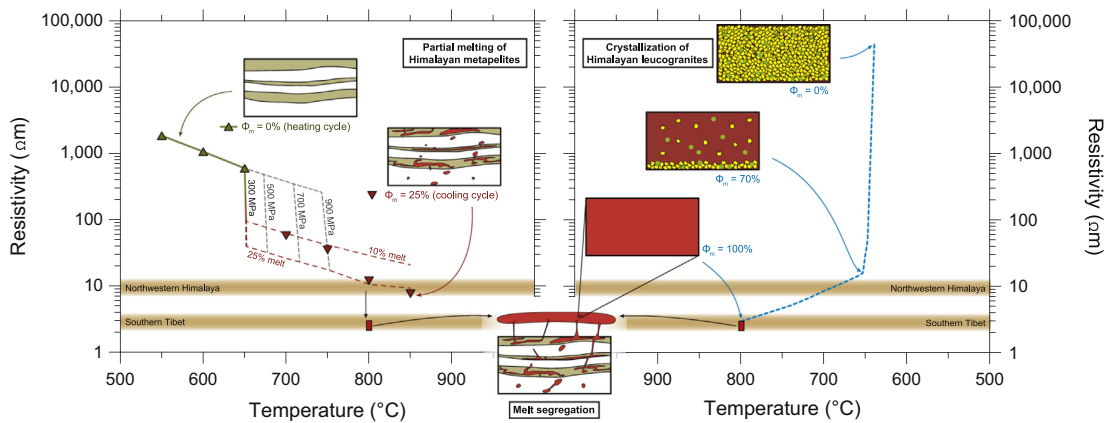 100,000
10,000
1,000
100
10
1
Resistivity (Ωm)
500
600
700
800
900
Temperature (°C)
Partial melting of
Himalayan metapelites
Φm = 0% (heating cycle)
Φm = 25% (cooling cycle)
300 MPa
500 MPa
700 MPa
900 MPa
10% melt
25% melt
Northwestern Himalaya
Southern Tibet
Melt segregation
Crystallization of
Himalayan leucogranites
Φm = 0%
Φm = 70%
Φm = 100%
Northwestern Himalaya
Southern Tibet
900
800
700
600
500
Temperature (°C)
100,000
10,000
1,000
100
10
1
Resistivity (Ωm)